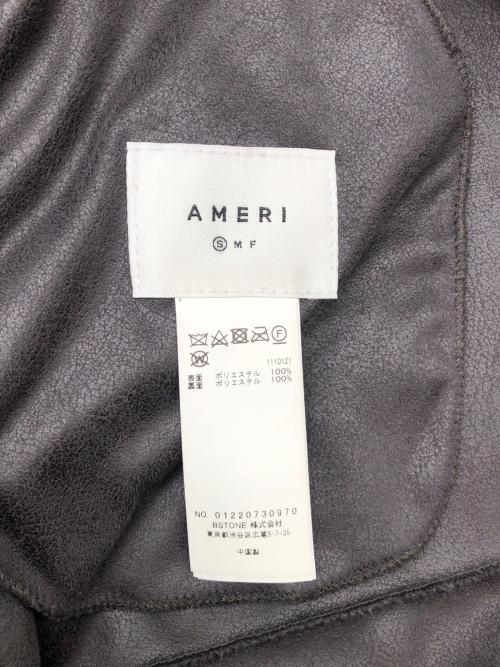 AMERI
Ⓢ M F
Ⓕ
Ⓦ
1110121
表面 ポリエステル 100%
裏面 ポリエステル 100%
NO. 01220730970
BSTONE 株式会社
東京都渋谷区広尾5-7-35
中国製